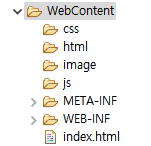 WebContent
css
html
image
js
META-INF
WEB-INF
index.html